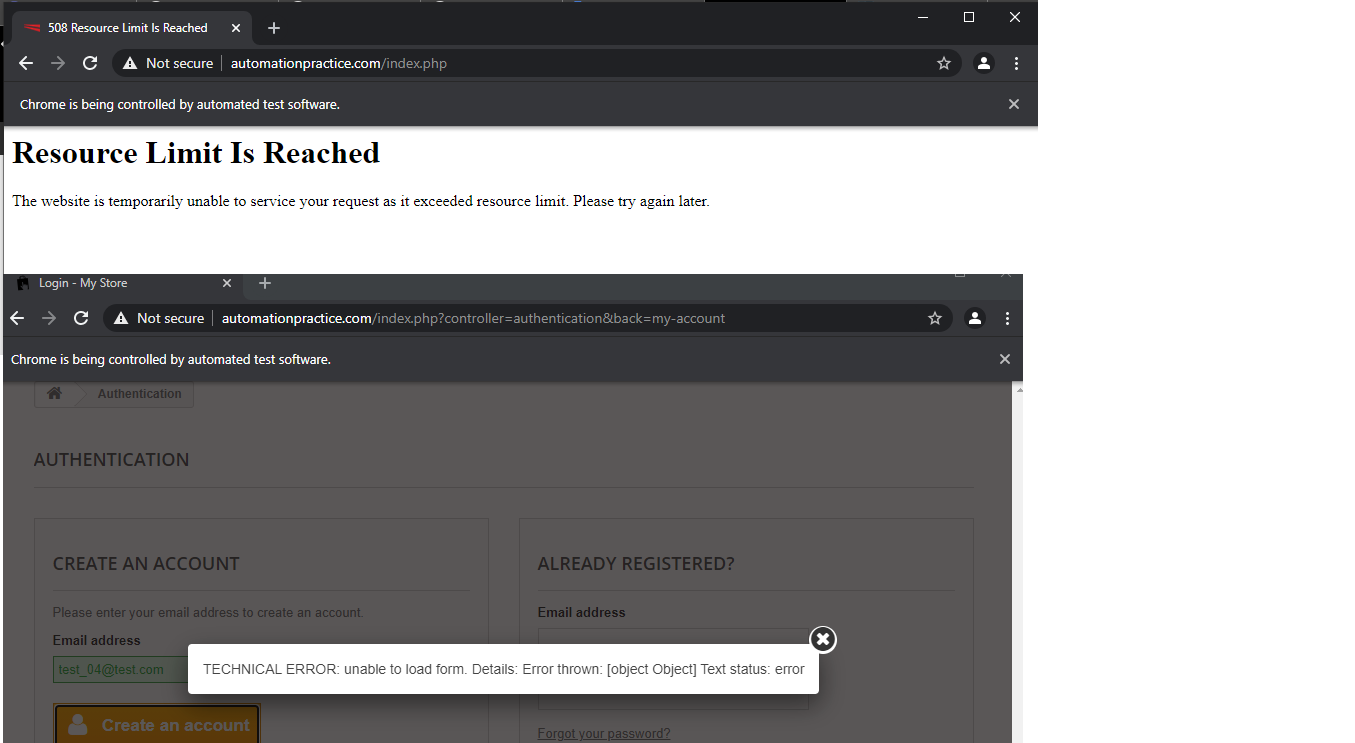 508 Resource Limit Is Reached
Not secure
automationpractice.com/index.php
Chrome is being controlled by automated test software.
Resource Limit Is Reached
The website is temporarily unable to service your request as it exceeded resource limit. Please try again later.
Login - My Store
Not secure
automationpractice.com/index.php?controller=authentication&back=my-account
Chrome is being controlled by automated test software.
Authentication
AUTHENTICATION
CREATE AN ACCOUNT
Please enter your email address to create an account.
Email address
test_04@test.com
Create an account
ALREADY REGISTERED?
Email address
Forgot your password?
TECHNICAL ERROR: unable to load form. Details: Error thrown: [object Object] Text status: error